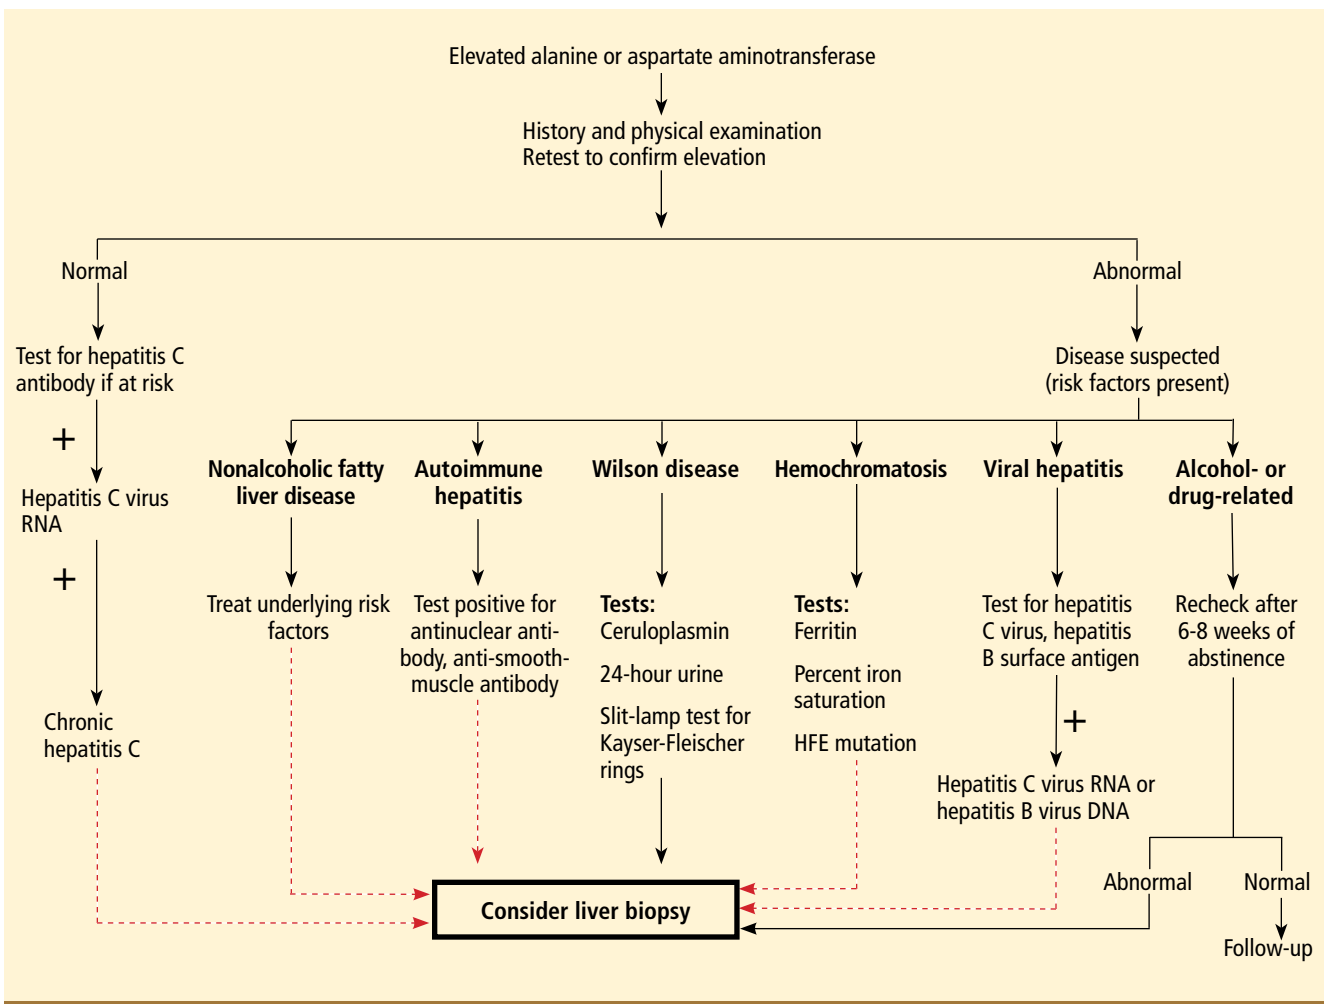 Elevated alanine or aspartate aminotransferase
History and physical examination
Retest to confirm elevation
Normal
Abnormal
Test for hepatitis C
antibody if at risk
Disease suspected
(risk factors present)
+
Hepatitis C virus
RNA
+
Chronic
hepatitis C
Nonalcoholic fatty
liver disease
Treat underlying risk
factors
Autoimmune
hepatitis
Test positive for
antinuclear anti-
body, anti-smooth-
muscle antibody
Wilson disease
Tests:
Ceruloplasmin
24-hour urine
Slit-lamp test for
Kayser-Fleischer
rings
Hemochromatosis
Tests:
Ferritin
Percent iron
saturation
HFE mutation
Viral hepatitis
Test for hepatitis
C virus, hepatitis
B surface antigen
+
Hepatitis C virus RNA or
hepatitis B virus DNA
Alcohol- or
drug-related
Recheck after
6-8 weeks of
abstinence
Abnormal
Normal
Follow-up
Consider liver biopsy